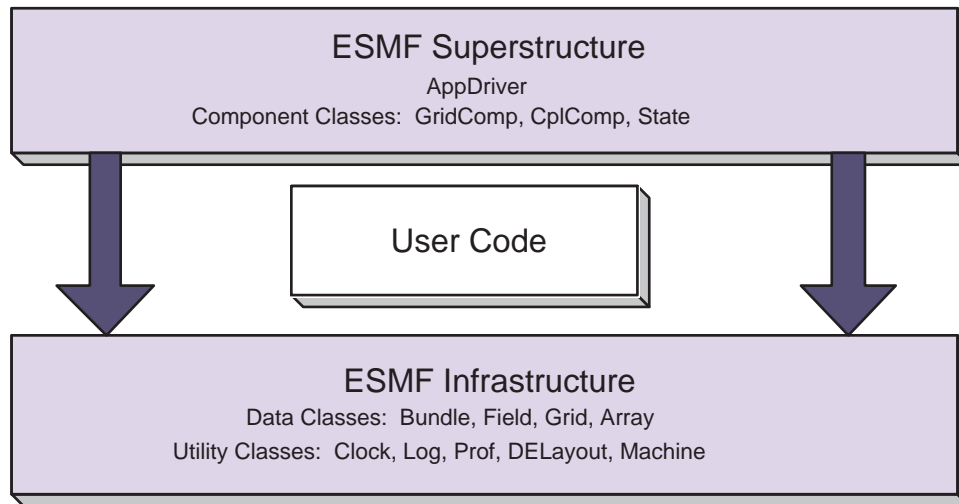 ESMF Superstructure
AppDriver
Component Classes: GridComp, CplComp, State
User Code
ESMF Infrastructure
Data Classes: Bundle, Field, Grid, Array
Utility Classes: Clock, Log, Prof, DELayout, Machine